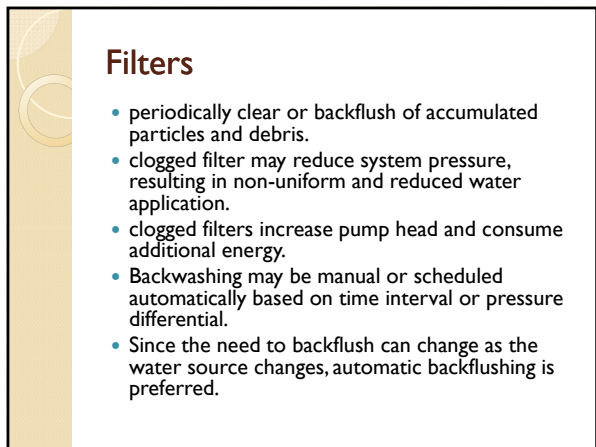 Filters
• periodically clear or backflush of accumulated
particles and debris.
• clogged filter may reduce system pressure,
resulting in non-uniform and reduced water
application.
• clogged filters increase pump head and consume
additional energy.
• Backwashing may be manual or scheduled
automatically based on time interval or pressure
differential.
• Since the need to backflush can change as the
water source changes, automatic backflushing is
preferred.